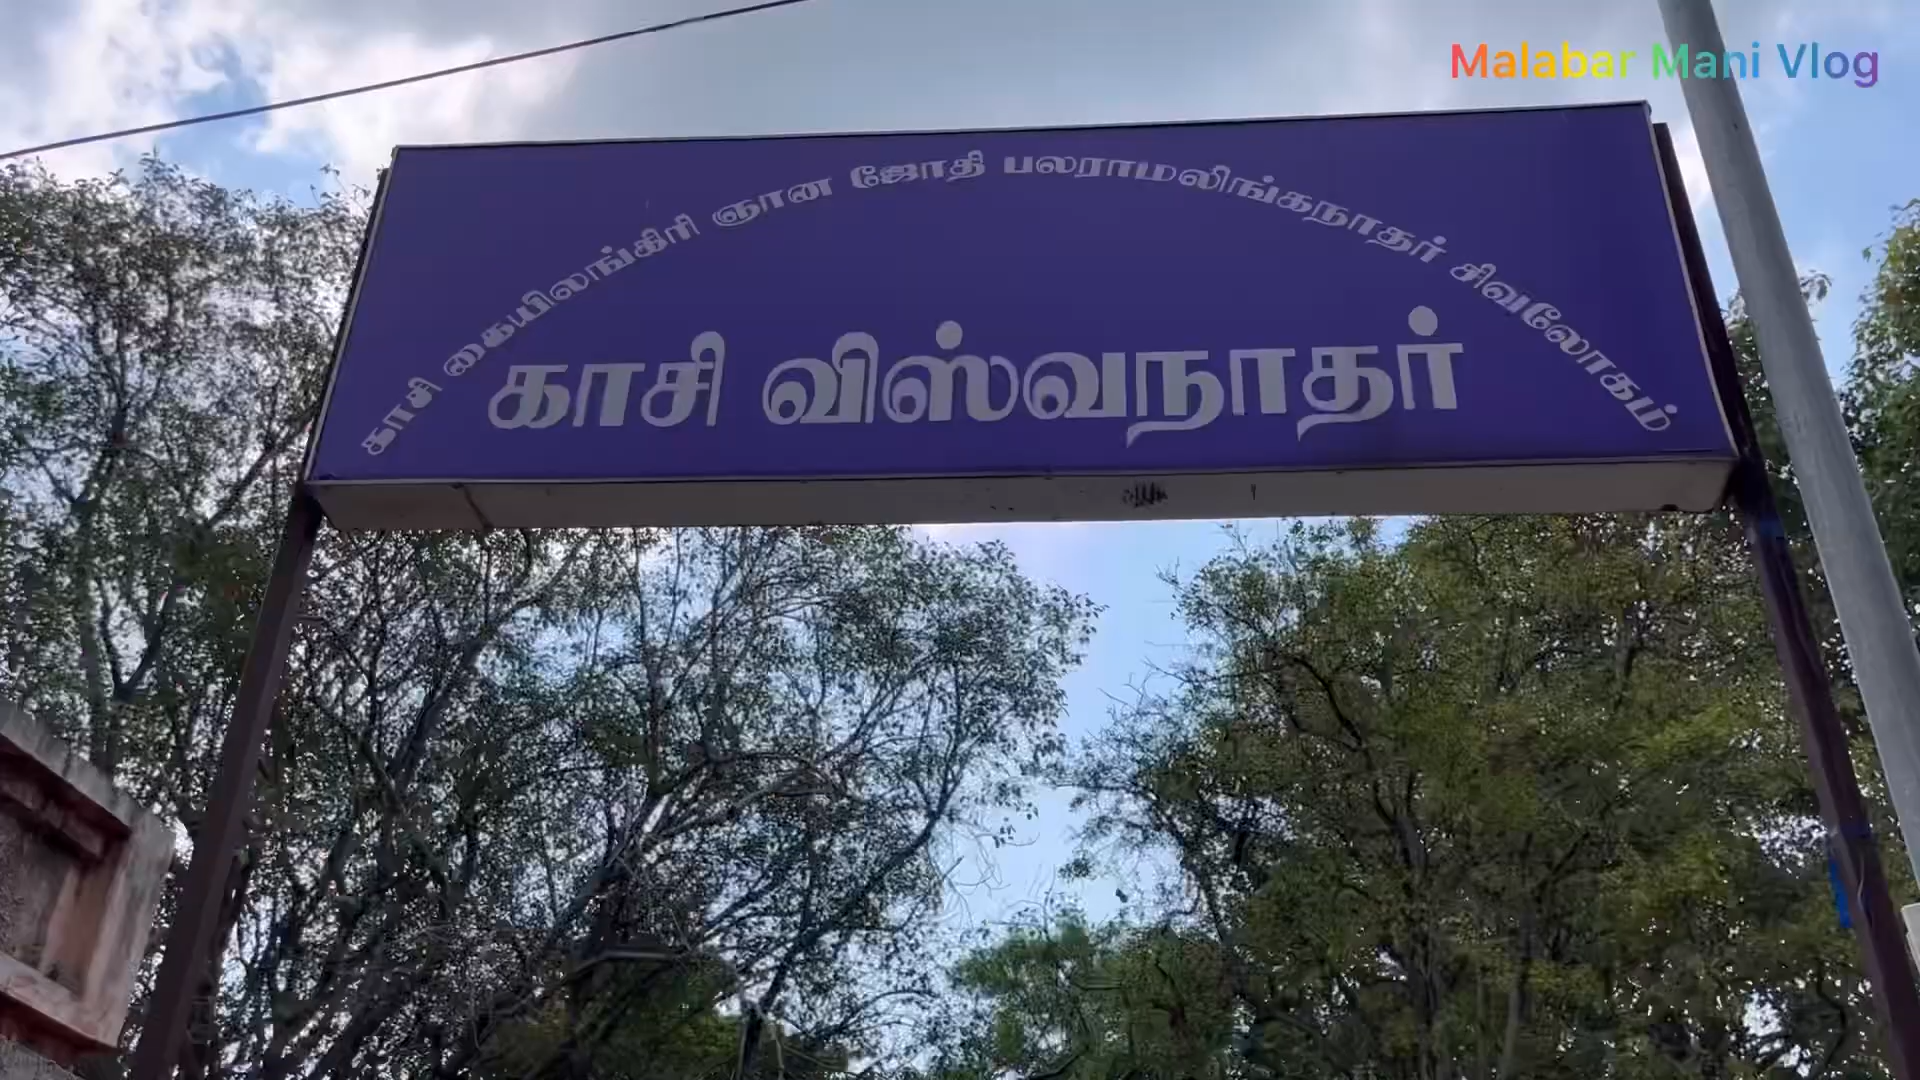 Malabar Mani Vlog
காசி கையிலங்கிரி ஞான ஜோதி பலராமலிங்கநாதர் சிவலோகம்
காசி விஸ்வநாதர்